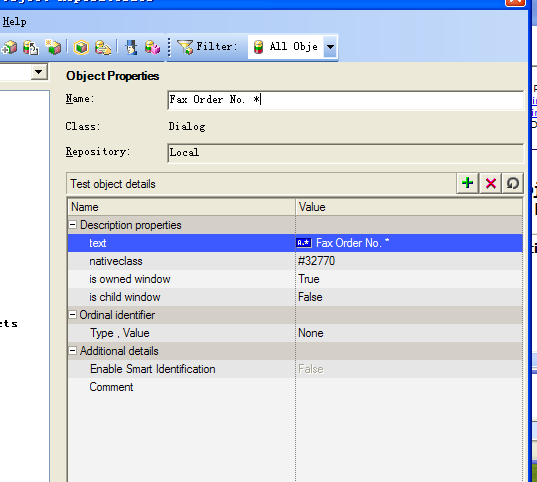 Help
Filter:
All Obje
Object Properties
Name:
Fax Order No. *
Class:
Dialog
Repository:
Local
Test object details
Name
Value
Description properties
text
A.* Fax Order No. *
nativeclass
#32770
is owned window
True
is child window
False
Ordinal identifier
Type , Value
None
Additional details
Enable Smart Identification
False
Comment